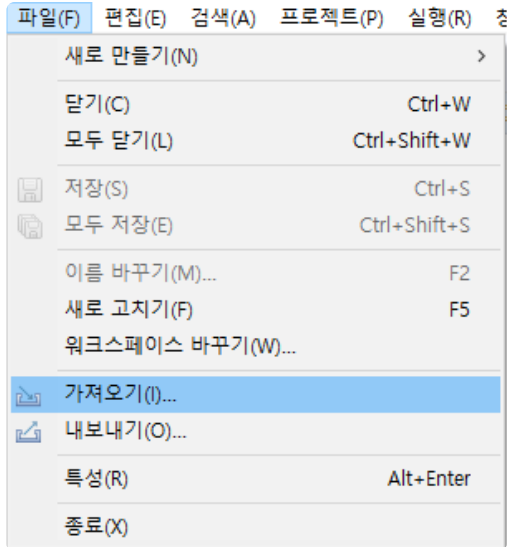 파일(F) 편집(E) 검색(A) 프로젝트(P) 실행(R)
새로 만들기(N) >
닫기(C) Ctrl+W
모두 닫기(L) Ctrl+Shift+W
저장(S) Ctrl+S
모두 저장(E) Ctrl+Shift+S
이름 바꾸기(M)... F2
새로 고치기(F) F5
워크스페이스 바꾸기(W)...
가져오기(I)...
내보내기(O)...
특성(R) Alt+Enter
종료(X)